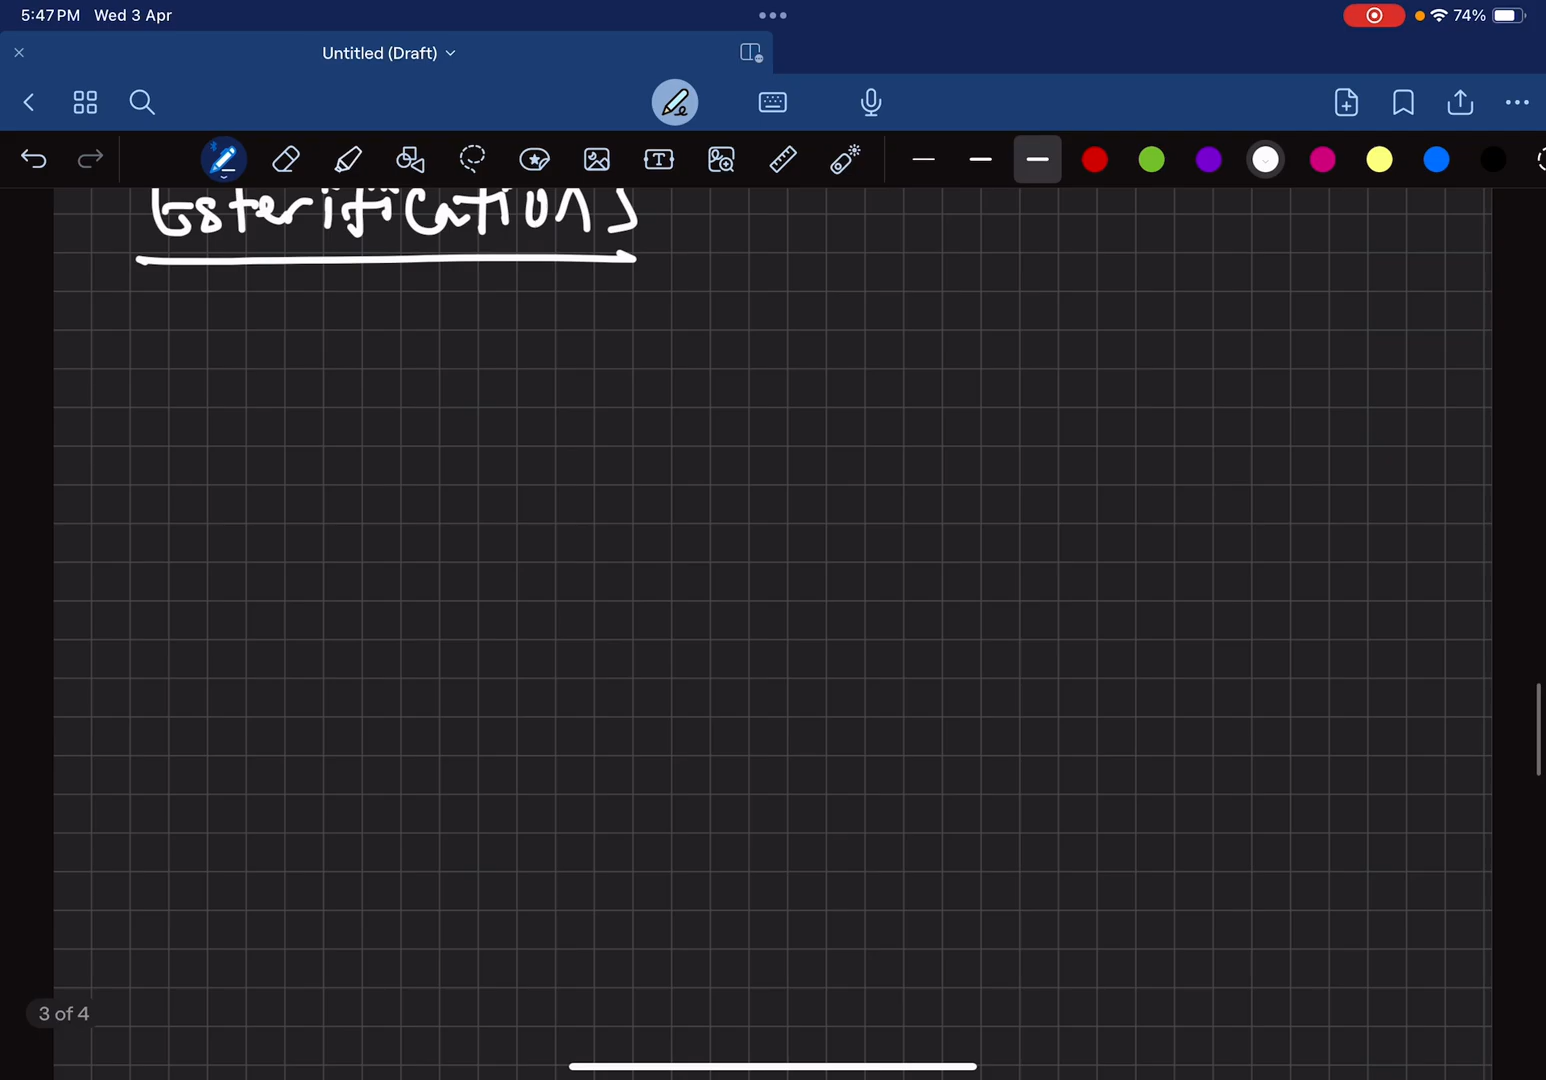 5:47 PM Wed 3 Apr
74%
Untitled (Draft)
T
Esterifications
3 of 4